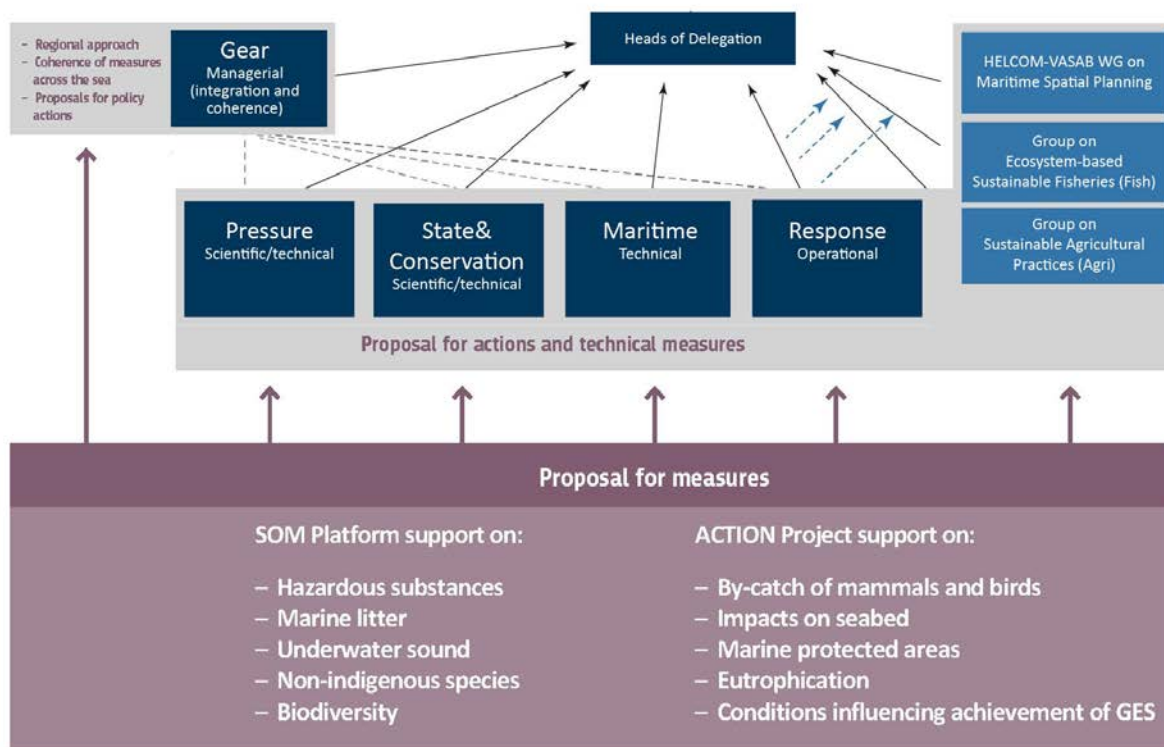 – Regional approach
– Coherence of measures
across the sea
– Proposals for policy
actions
Gear
Managerial
(integration and
coherence)
Heads of Delegation
HELCOM-VASAB WG on
Maritime Spatial Planning
Group on
Ecosystem-based
Sustainable Fisheries (Fish)
Group on
Sustainable Agricultural
Practices (Agri)
Pressure
Scientific/technical
State&
Conservation
Scientific/technical
Maritime
Technical
Response
Operational
Proposal for actions and technical measures
Proposal for measures
SOM Platform support on:
– Hazardous substances
– Marine litter
– Underwater sound
– Non-indigenous species
– Biodiversity
ACTION Project support on:
– By-catch of mammals and birds
– Impacts on seabed
– Marine protected areas
– Eutrophication
– Conditions influencing achievement of GES